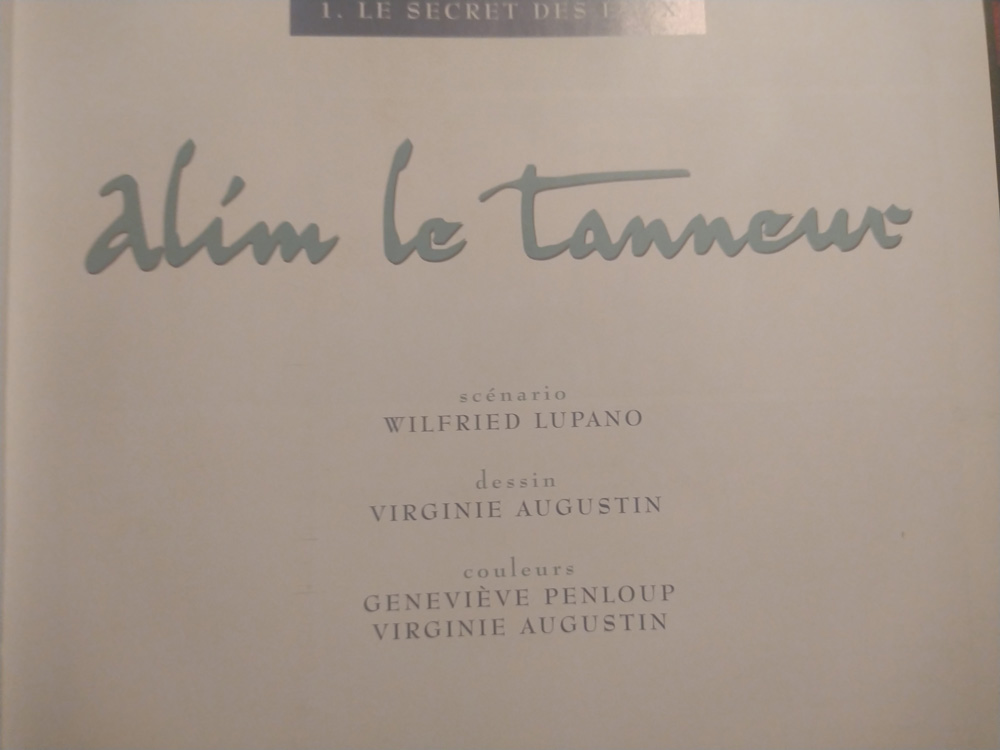 1. LE SECRET DES
alim le tanneur
scénario
WILFRIED LUPANO
dessin
VIRGINIE AUGUSTIN
couleurs
GENEVIÈVE PENLOUP
VIRGINIE AUGUSTIN